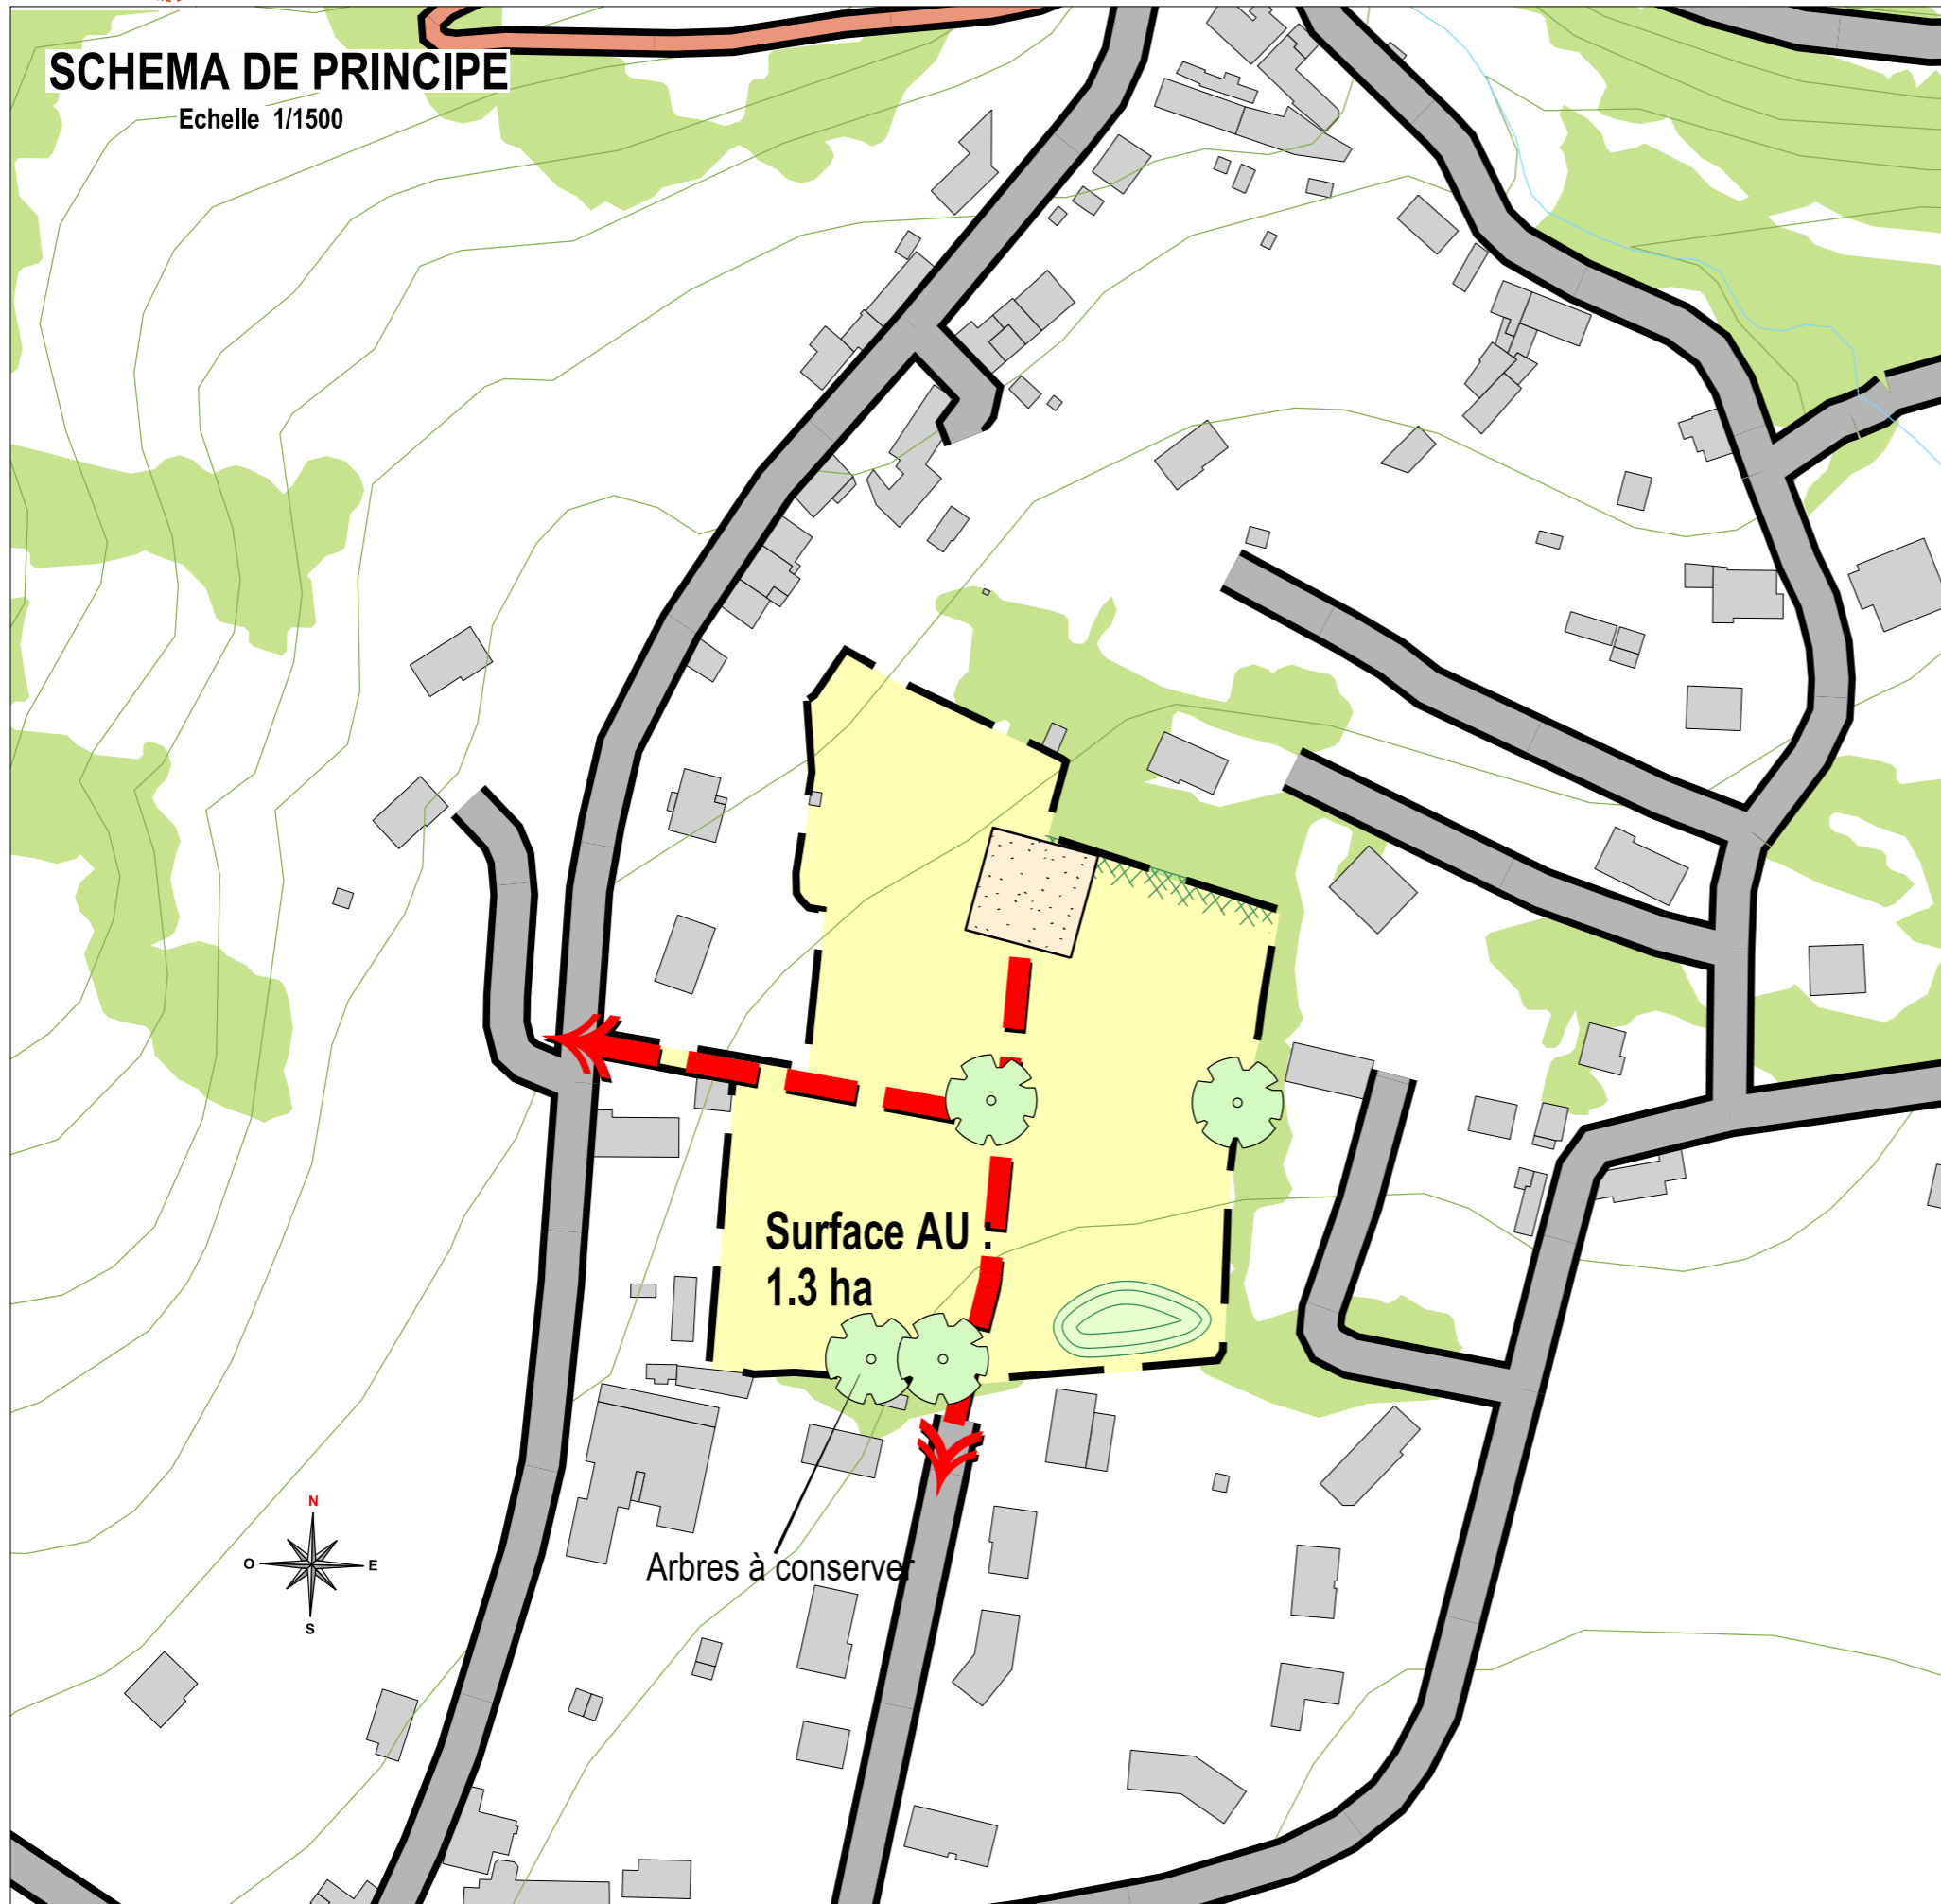 SCHEMA DE PRINCIPE
Echelle 1/1500
Surface AU :
1.3 ha
N
O E
S
Arbres à conserver